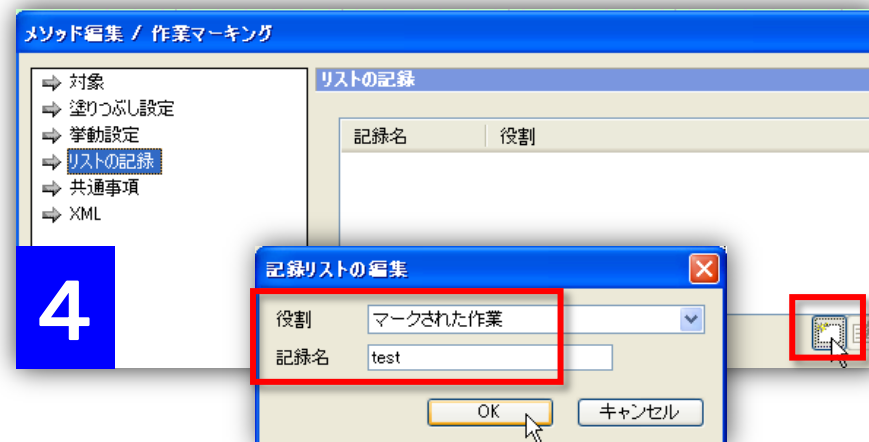 メソッド編集 / 作業マーキング
対象
塗りつぶし設定
挙動設定
リストの記録
共通事項
XML
リストの記録
記録名 役割
4
記録リストの編集
役割 マークされた作業
記録名 test
OK キャンセル